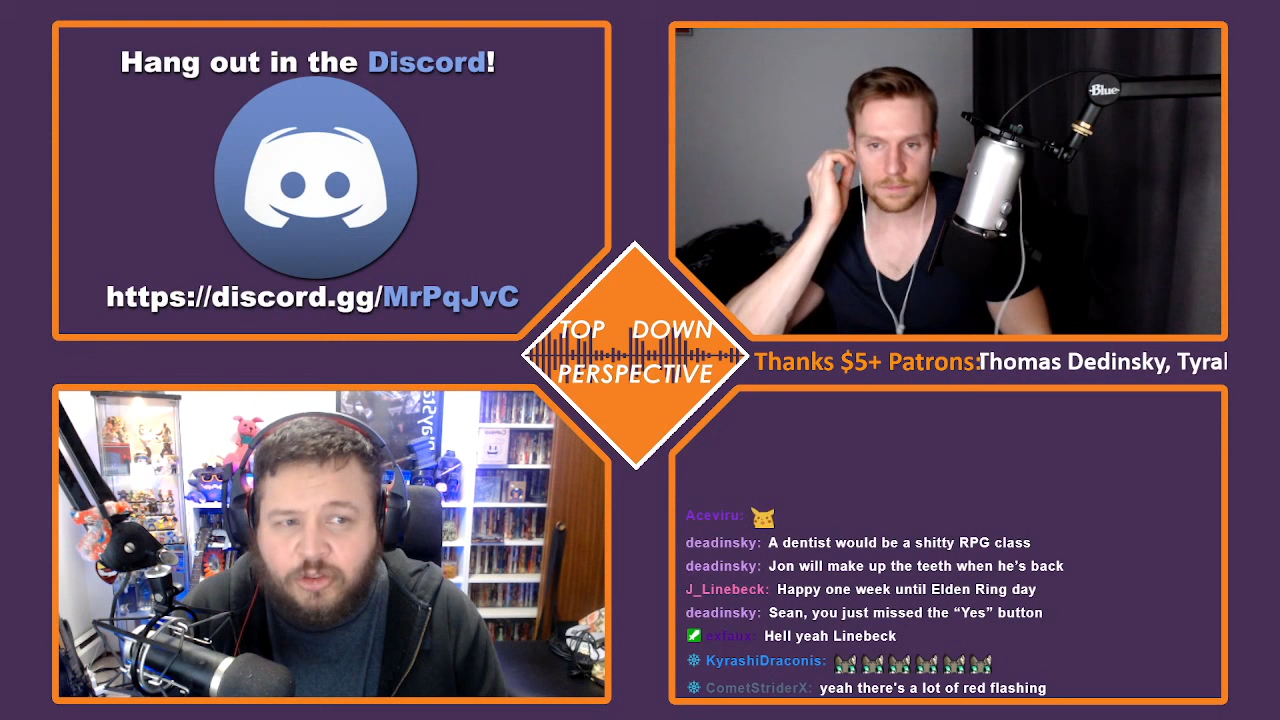 Hang out in the Discord!
https://discord.gg/MrPqJvC
Blue
TOP DOWN
PERSPECTIVE
Thanks $5+ Patrons: Thomas Dedinsky, Tyral
Aceviru:
deadinsky: A dentist would be a shitty RPG class
deadinsky: Jon will make up the teeth when he's back
J_Linebeck: Happy one week until Elden Ring day
deadinsky: Sean, you just missed the “Yes” button
exfaux: Hell yeah Linebeck
KyrashiDraconis:
CometStriderX: yeah there's a lot of red flashing